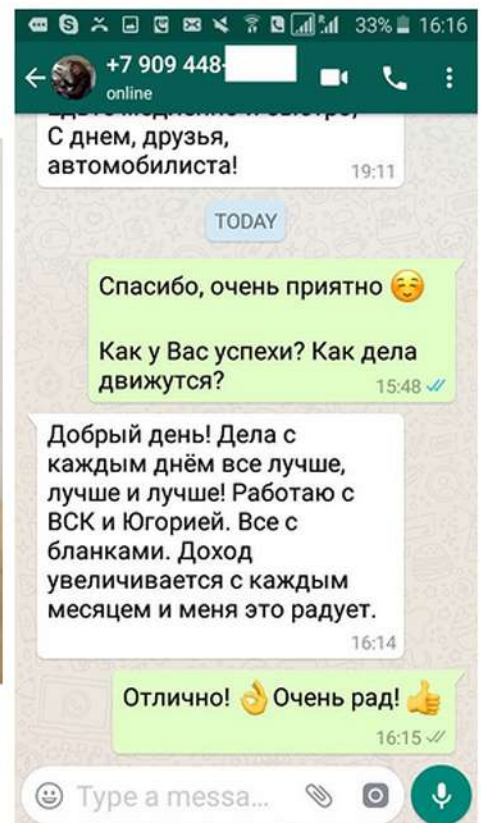 33% 16:16
+7 909 448-
online
С днем, друзья,
автомобилиста!
19:11
TODAY
Спасибо, очень приятно ☺️
Как у Вас успехи? Как дела
движутся?
15:48
Добрый день! Дела с
каждым днём все лучше,
лучше и лучше! Работаю с
ВСК и Югорией. Все с
бланками. Доход
увеличивается с каждым
месяцем и меня это радует.
16:14
Отлично! 👌 Очень рад! 👍
16:15
Type a messa...